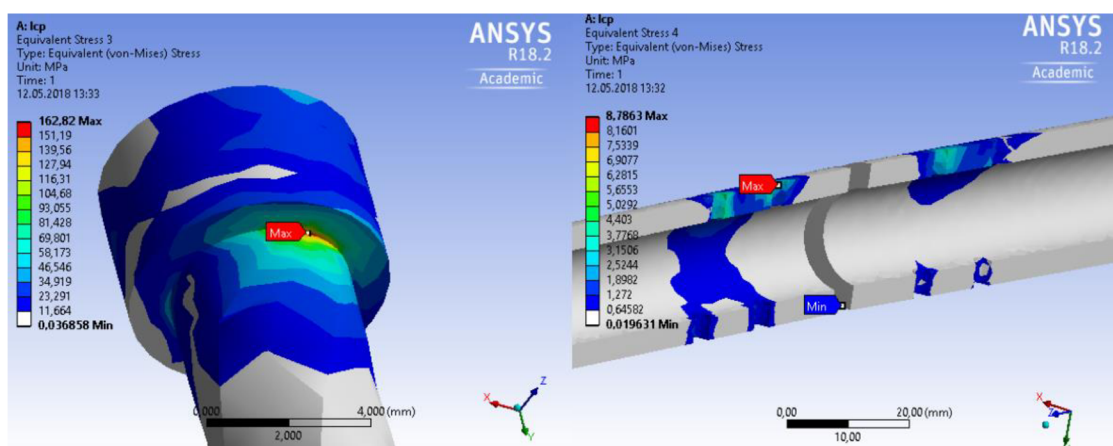 A: lcp
Equivalent Stress 3
Type: Equivalent (von-Mises) Stress
Unit: MPa
Time: 1
12.05.2018 13:33
ANSYS
R18.2
Academic
162,82 Max
151,19
139,56
127,94
116,31
104,68
93,055
81,428
69,801
58,173
46,546
34,919
23,291
11,664
0,036858 Min
Max
0,000
4,000 (mm)
2,000
X
Z
Y
A: lcp
Equivalent Stress 4
Type: Equivalent (von-Mises) Stress
Unit: MPa
Time: 1
12.05.2018 13:32
ANSYS
R18.2
Academic
8,7863 Max
8,1601
7,5339
6,9077
6,2815
5,6553
5,0292
4,403
3,7768
3,1506
2,5244
1,8982
1,272
0,64582
0,019631 Min
Max
Min
0,00
20,00 (mm)
10,00
X
Z